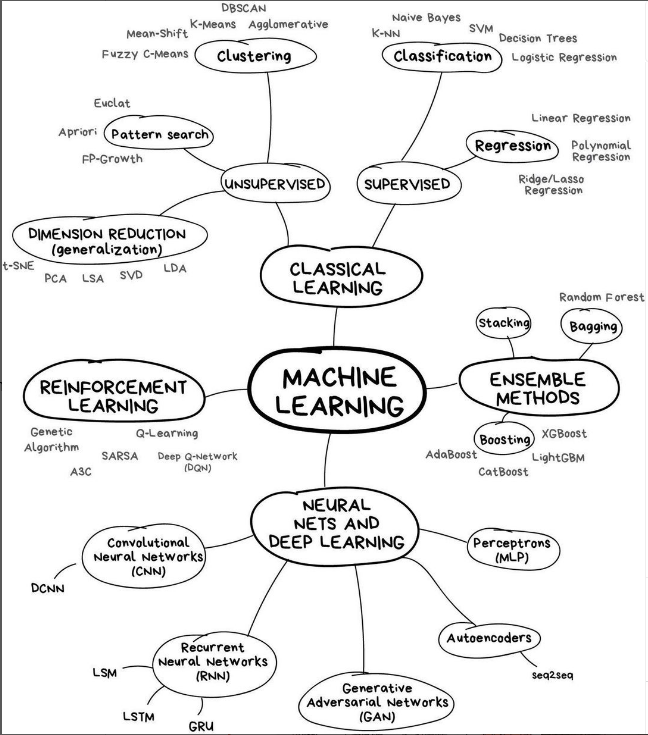 DBSCAN
Mean-Shift
K-Means
Agglomerative
Fuzzy C-Means
Clustering
Naive Bayes
K-NN
SVM
Decision Trees
Classification
Logistic Regression
Euclat
Apriori
Pattern search
FP-Growth
Linear Regression
Regression
Polynomial
Regression
Ridge/Lasso
Regression
UNSUPERVISED
SUPERVISED
DIMENSION REDUCTION
(generalization)
t-SNE
PCA
LSA
SVD
LDA
CLASSICAL
LEARNING
Random Forest
Stacking
Bagging
MACHINE
LEARNING
REINFORCEMENT
LEARNING
ENSEMBLE
METHODS
Genetic
Algorithm
Q-Learning
SARSA
Deep Q-Network
(DQN)
A3C
Boosting
XGBoost
AdaBoost
LightGBM
CatBoost
NEURAL
NETS AND
DEEP LEARNING
Convolutional
Neural Networks
(CNN)
DCNN
Perceptrons
(MLP)
Autoencoders
seq2seq
Recurrent
Neural Networks
(RNN)
LSM
LSTM
GRU
Generative
Adversarial Networks
(GAN)